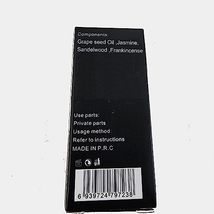 Components
Grape seed Oil ,Jasmine,
Sandalwood ,Frankincense
Use parts:
Private parts
Usage method
Refer to instructions
MADE IN P.R.C
6 939724 797238